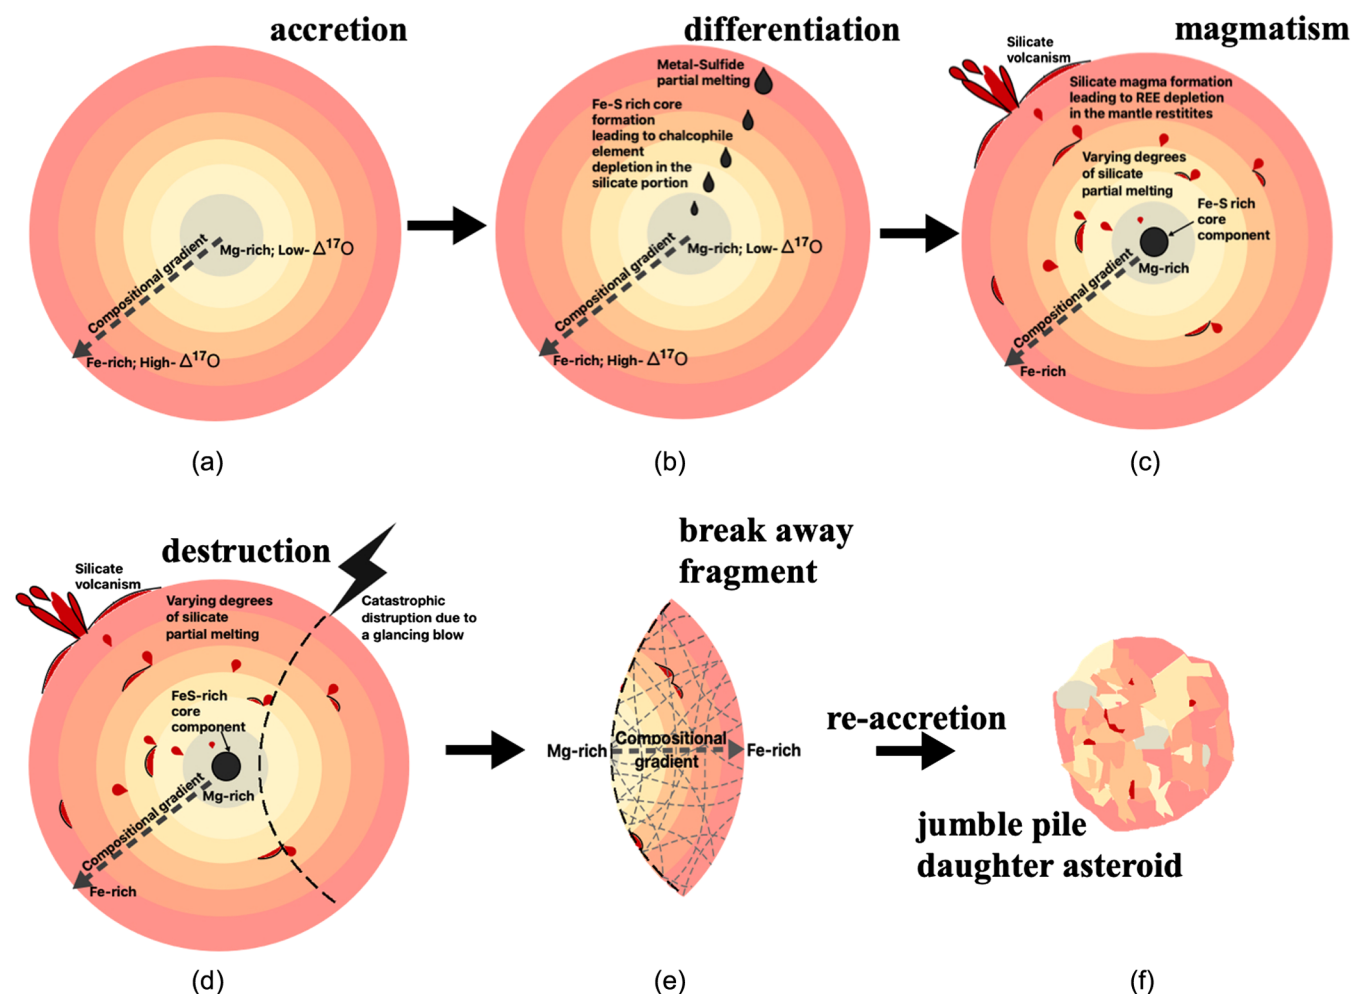 accretion
Compositional gradient
Mg-rich; Low- Δ¹⁷O
Fe-rich; High- Δ¹⁷O
(a)
differentiation
Metal-Sulfide
partial melting
Fe-S rich core
formation
leading to chalcophile
element
depletion in the
silicate portion
Compositional gradient
Mg-rich; Low- Δ¹⁷O
Fe-rich; High- Δ¹⁷O
(b)
magmatism
Silicate
volcanism
Silicate magma formation
leading to REE depletion
in the mantle restitites
Varying degrees
of silicate
partial melting
Fe-S rich
core
component
Mg-rich
Compositional gradient
Fe-rich
(c)
destruction
Silicate
volcanism
Varying degrees
of silicate
partial melting
Catastrophic
distruption due to
a glancing blow
FeS-rich
core
component
Mg-rich
Compositional gradient
Fe-rich
(d)
break away
fragment
Mg-rich
Compositional
gradient
Fe-rich
(e)
re-accretion
jumble pile
daughter asteroid
(f)